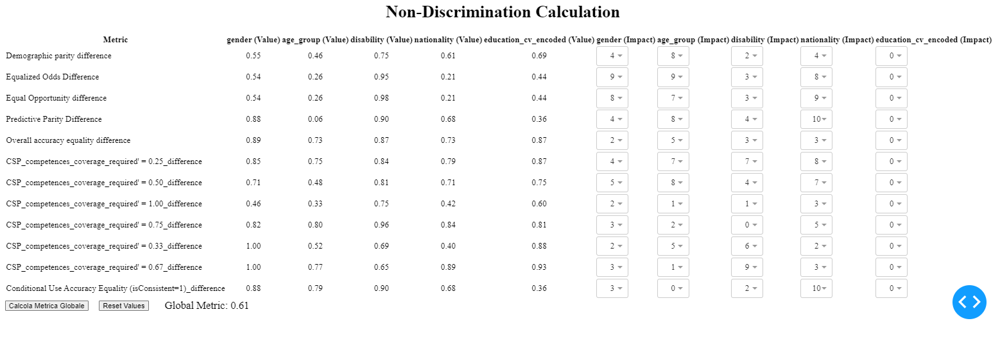 Non-Discrimination Calculation
Metric gender (Value) age_group (Value) disability (Value) nationality (Value) education_cv_encoded (Value) gender (Impact) age_group (Impact) disability (Impact) nationality (Impact) education_cv_encoded (Impact)
Demographic parity difference 0.55 0.46 0.75 0.61 0.69 4 8 2 4 0
Equalized Odds Difference 0.54 0.26 0.95 0.21 0.44 9 9 3 8 0
Equal Opportunity difference 0.54 0.26 0.98 0.21 0.44 8 7 3 9 0
Predictive Parity Difference 0.88 0.06 0.90 0.68 0.36 4 8 4 10 0
Overall accuracy equality difference 0.89 0.73 0.87 0.73 0.87 2 5 3 3 0
CSP_competences_coverage_required' = 0.25_difference 0.85 0.75 0.84 0.79 0.87 4 7 7 8 0
CSP_competences_coverage_required' = 0.50_difference 0.71 0.48 0.81 0.71 0.75 5 8 4 7 0
CSP_competences_coverage_required' = 1.00_difference 0.46 0.33 0.75 0.42 0.60 2 1 1 3 0
CSP_competences_coverage_required' = 0.75_difference 0.82 0.80 0.96 0.84 0.81 3 2 0 5 0
CSP_competences_coverage_required' = 0.33_difference 1.00 0.52 0.69 0.40 0.88 2 5 6 2 0
CSP_competences_coverage_required' = 0.67_difference 1.00 0.77 0.65 0.89 0.93 3 1 9 3 0
Conditional Use Accuracy Equality (isConsistent=1)_difference 0.88 0.79 0.90 0.68 0.36 3 0 2 10 0
Calcola Metrica Globale Reset Values Global Metric: 0.61